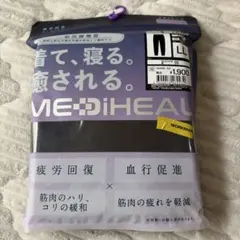 着て、寝る。
癒される。
MEDiHEAL
¥1,900
WORKMAN
疲労回復
×
血行促進
筋肉のハリ、
コリの緩和
筋肉の疲れを軽減